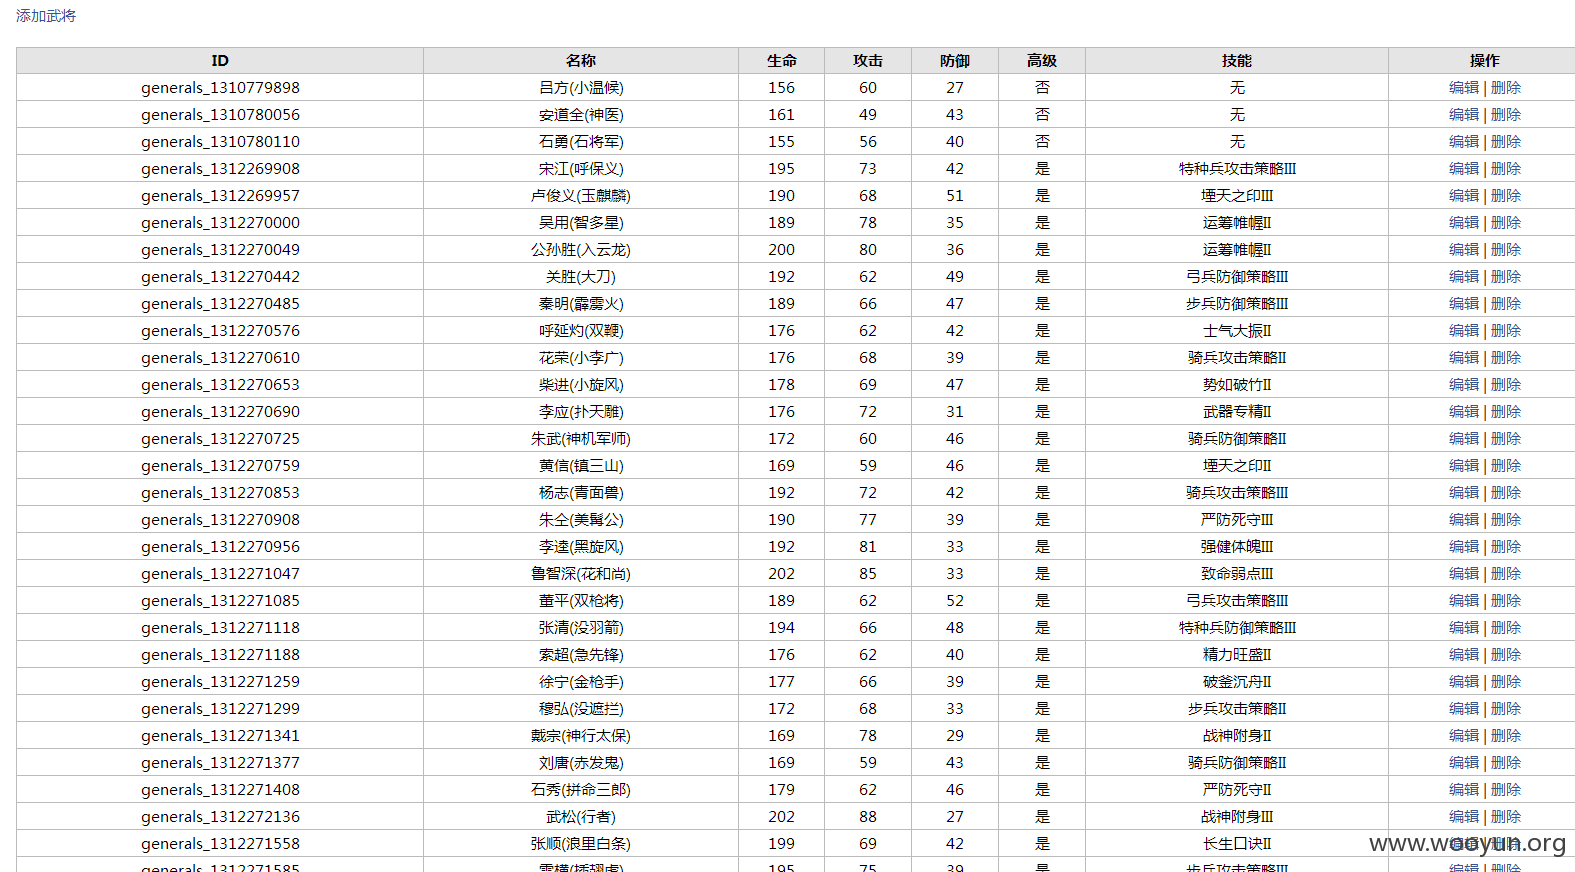 添加武将
ID 名称 生命 攻击 防御 高级 技能 操作
generals_1310779898 吕方(小温候) 156 60 27 否 无 编辑 | 删除
generals_1310780056 安道全(神医) 161 49 43 否 无 编辑 | 删除
generals_1310780110 石勇(石将军) 155 56 40 否 无 编辑 | 删除
generals_1312269908 宋江(呼保义) 195 73 42 是 特种兵攻击策略III 编辑 | 删除
generals_1312269957 卢俊义(玉麒麟) 190 68 51 是 堙天之印III 编辑 | 删除
generals_1312270000 吴用(智多星) 189 78 35 是 运筹帷幄II 编辑 | 删除
generals_1312270049 公孙胜(入云龙) 200 80 36 是 运筹帷幄II 编辑 | 删除
generals_1312270442 关胜(大刀) 192 62 49 是 弓兵防御策略III 编辑 | 删除
generals_1312270485 秦明(霹雳火) 189 66 47 是 步兵防御策略III 编辑 | 删除
generals_1312270576 呼延灼(双鞭) 176 62 42 是 士气大振II 编辑 | 删除
generals_1312270610 花荣(小李广) 176 68 39 是 骑兵攻击策略II 编辑 | 删除
generals_1312270653 柴进(小旋风) 178 69 47 是 势如破竹II 编辑 | 删除
generals_1312270690 李应(扑天雕) 176 72 31 是 武器专精II 编辑 | 删除
generals_1312270725 朱武(神机军师) 172 60 46 是 骑兵防御策略II 编辑 | 删除
generals_1312270759 黄信(镇三山) 169 59 46 是 堙天之印II 编辑 | 删除
generals_1312270853 杨志(青面兽) 192 72 42 是 骑兵攻击策略III 编辑 | 删除
generals_1312270908 朱仝(美髯公) 190 77 39 是 严防死守III 编辑 | 删除
generals_1312270956 李逵(黑旋风) 192 81 33 是 强健体魄III 编辑 | 删除
generals_1312271047 鲁智深(花和尚) 202 85 33 是 致命弱点III 编辑 | 删除
generals_1312271085 董平(双枪将) 189 62 52 是 弓兵攻击策略III 编辑 | 删除
generals_1312271118 张清(没羽箭) 194 66 48 是 特种兵防御策略III 编辑 | 删除
generals_1312271188 索超(急先锋) 176 62 40 是 精力旺盛II 编辑 | 删除
generals_1312271259 徐宁(金枪手) 177 66 39 是 破釜沉舟II 编辑 | 删除
generals_1312271299 穆弘(没遮拦) 172 68 33 是 步兵攻击策略II 编辑 | 删除
generals_1312271341 戴宗(神行太保) 169 78 29 是 战神附身II 编辑 | 删除
generals_1312271377 刘唐(赤发鬼) 169 59 43 是 骑兵防御策略II 编辑 | 删除
generals_1312271408 石秀(拼命三郎) 179 62 46 是 严防死守II 编辑 | 删除
generals_1312272136 武松(行者) 202 88 27 是 战神附身III 编辑 | 删除
generals_1312271558 张顺(浪里白条) 199 69 42 是 长生口诀II 编辑 | 删除
generals_1312271585 雷横(插翅虎) 195 75 39 是 步兵攻击策略III 编辑 | 删除
www.wooyun.org